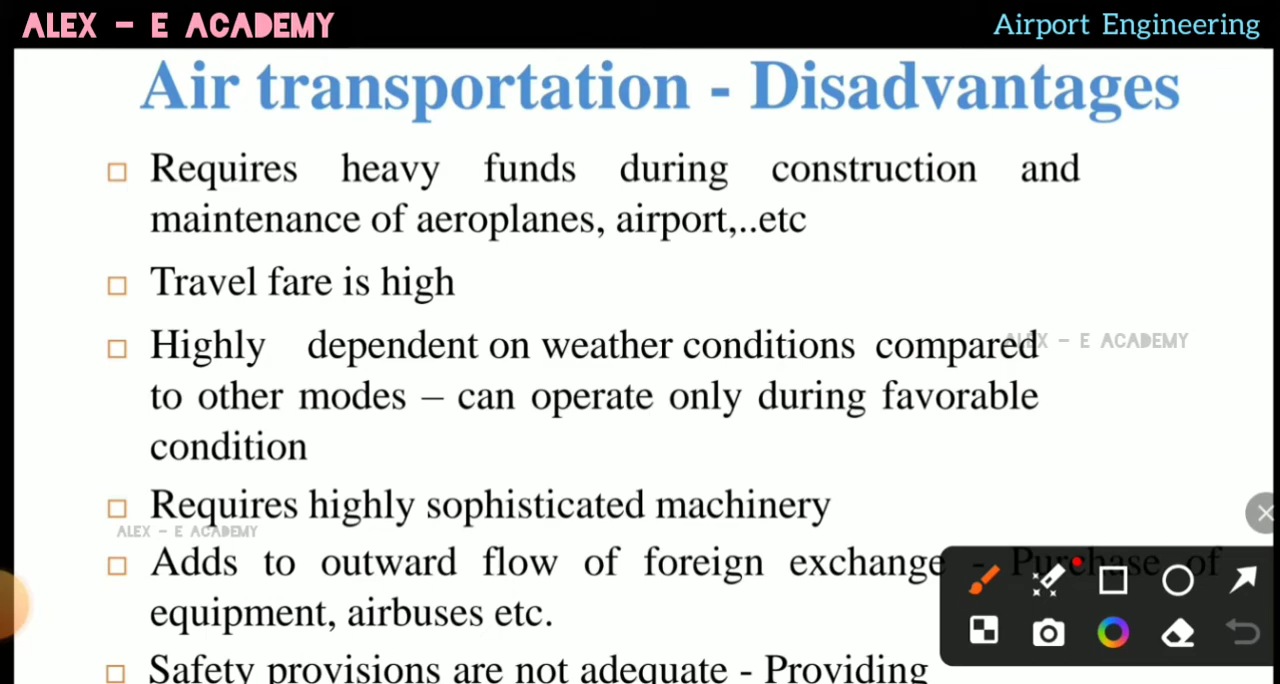 ALEX - E ACADEMY
Airport Engineering
Air transportation - Disadvantages
Requires heavy funds during construction and
maintenance of aeroplanes, airport,..etc
Travel fare is high
Highly dependent on weather conditions compared
ALEX - E ACADEMY
to other modes – can operate only during favorable
condition
Requires highly sophisticated machinery
ALEX - E ACADEMY
Adds to outward flow of foreign exchange - Purchase of
equipment, airbuses etc.
Safety provisions are not adequate - Providing